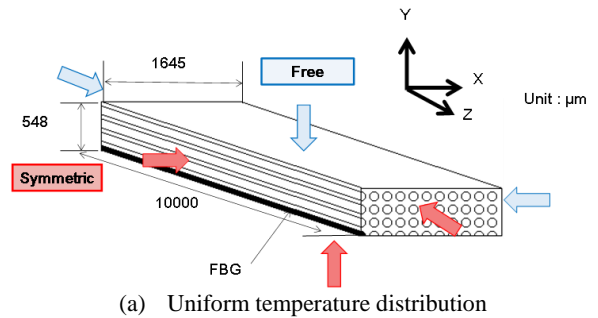 Y
1645
Free
X
Unit : μm
Z
548
Symmetric
10000
FBG
(a) Uniform temperature distribution